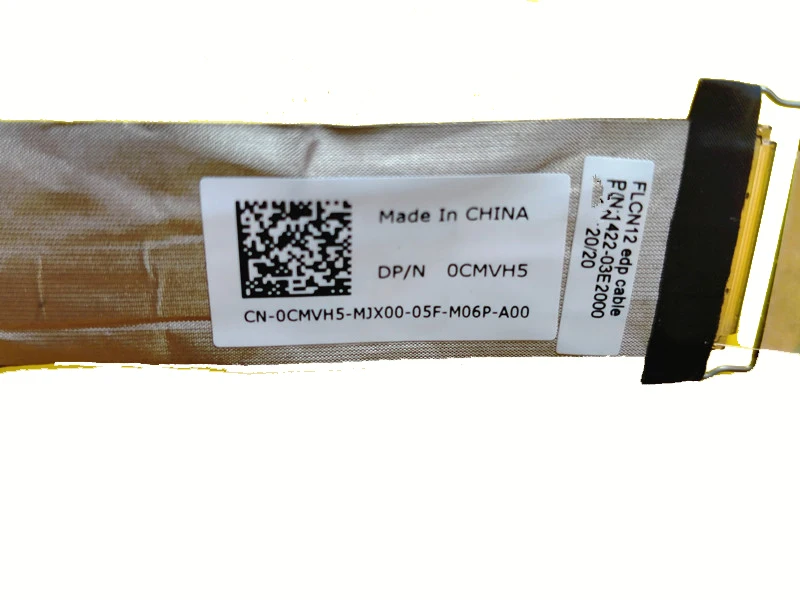 Made In CHINA
DP/N 0CMVH5
CN-0CMVH5-MJX00-05F-M06P-A00
FLCN12 edp cable
P/N:1422-03E2000
20/20